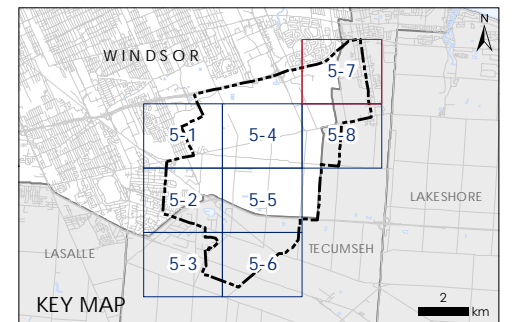 N
WINDSOR
5-7
5-1
5-4
5-8
5-2
5-5
LAKESHORE
LASALLE
5-3
5-6
TECUMSEH
KEY MAP
2
km